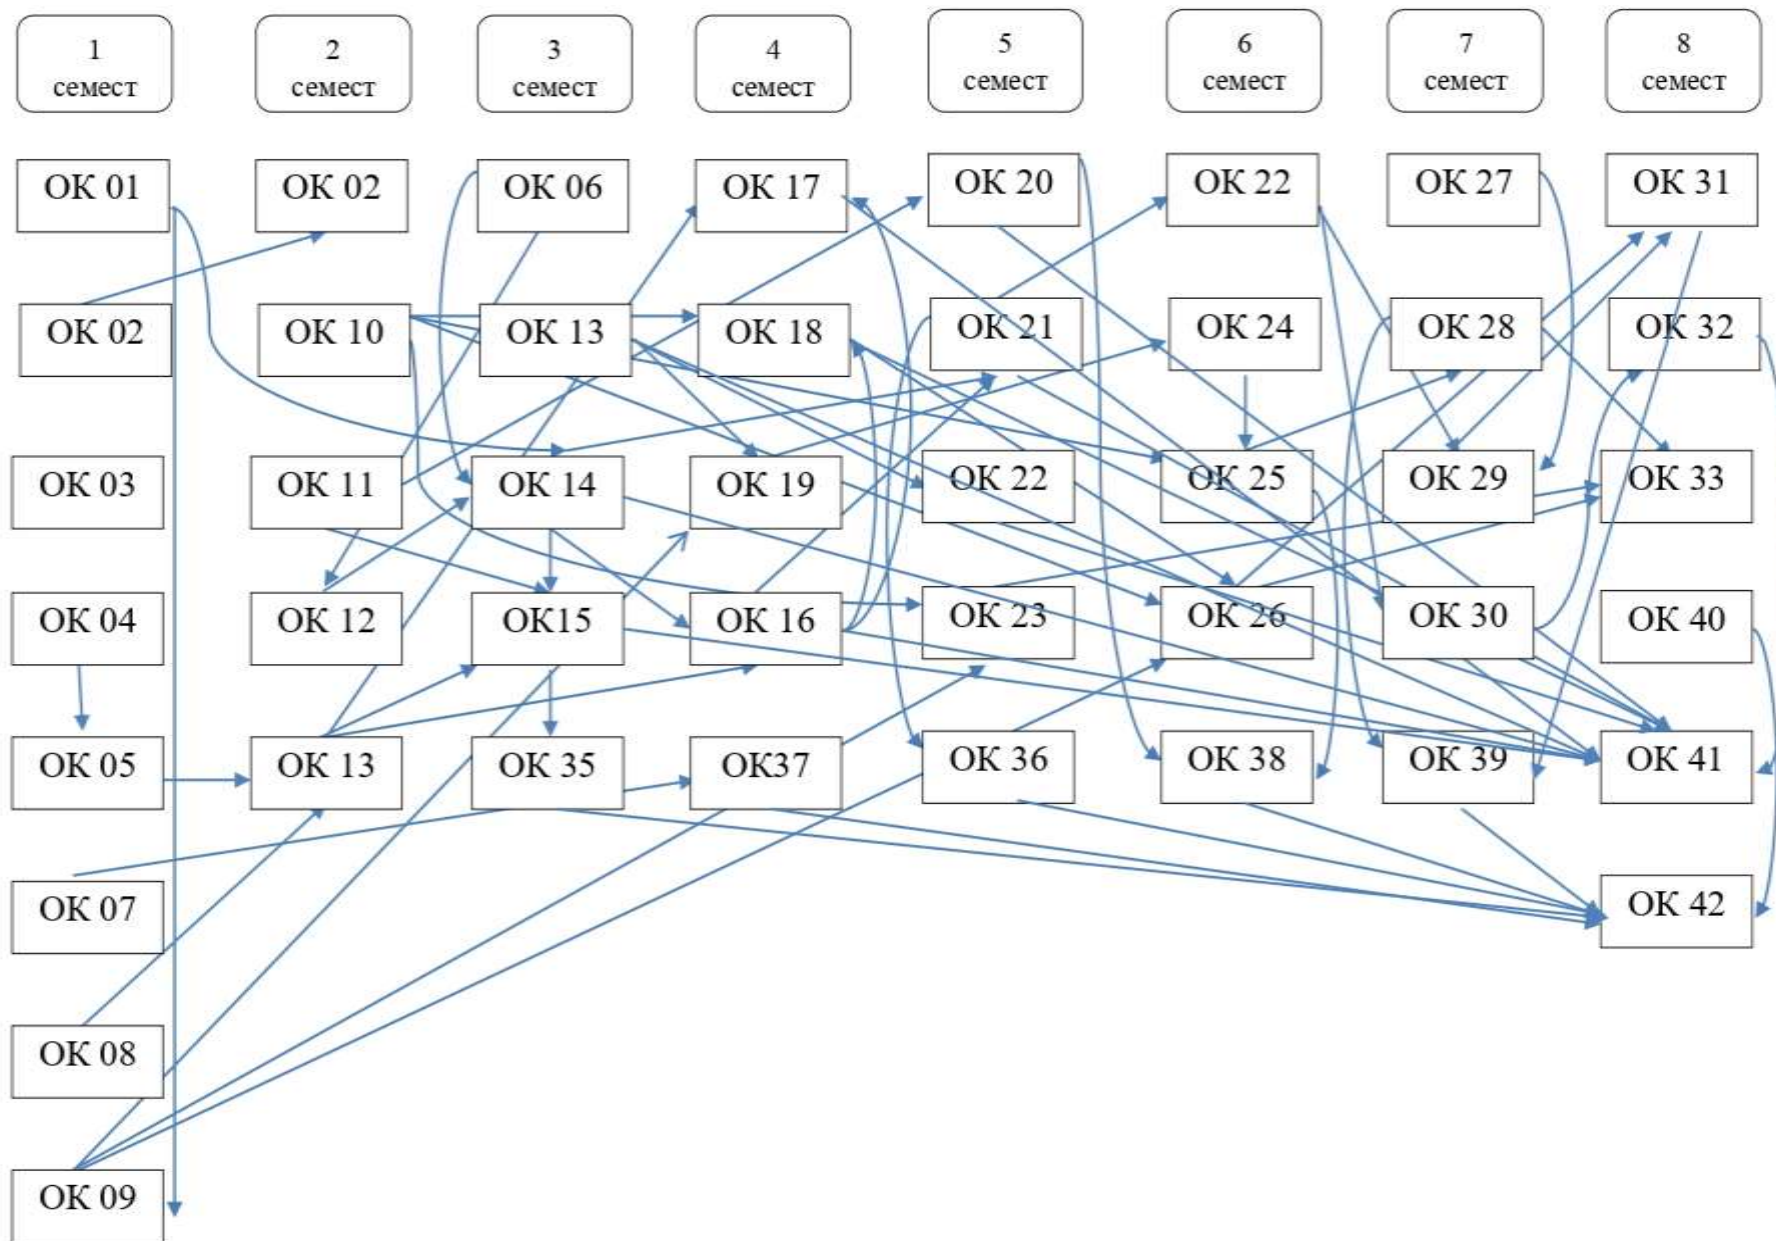 1
семест
2
семест
3
семест
4
семест
5
семест
6
семест
7
семест
8
семест
ОК 01
ОК 02
ОК 06
ОК 17
ОК 20
ОК 22
ОК 27
ОК 31
ОК 02
ОК 10
ОК 13
ОК 18
ОК 21
ОК 24
ОК 28
ОК 32
ОК 03
ОК 11
ОК 14
ОК 19
ОК 22
ОК 25
ОК 29
ОК 33
ОК 04
ОК 12
ОК15
ОК 16
ОК 23
ОК 26
ОК 30
ОК 40
ОК 05
ОК 13
ОК 35
ОК37
ОК 36
ОК 38
ОК 39
ОК 41
ОК 07
ОК 42
ОК 08
ОК 09